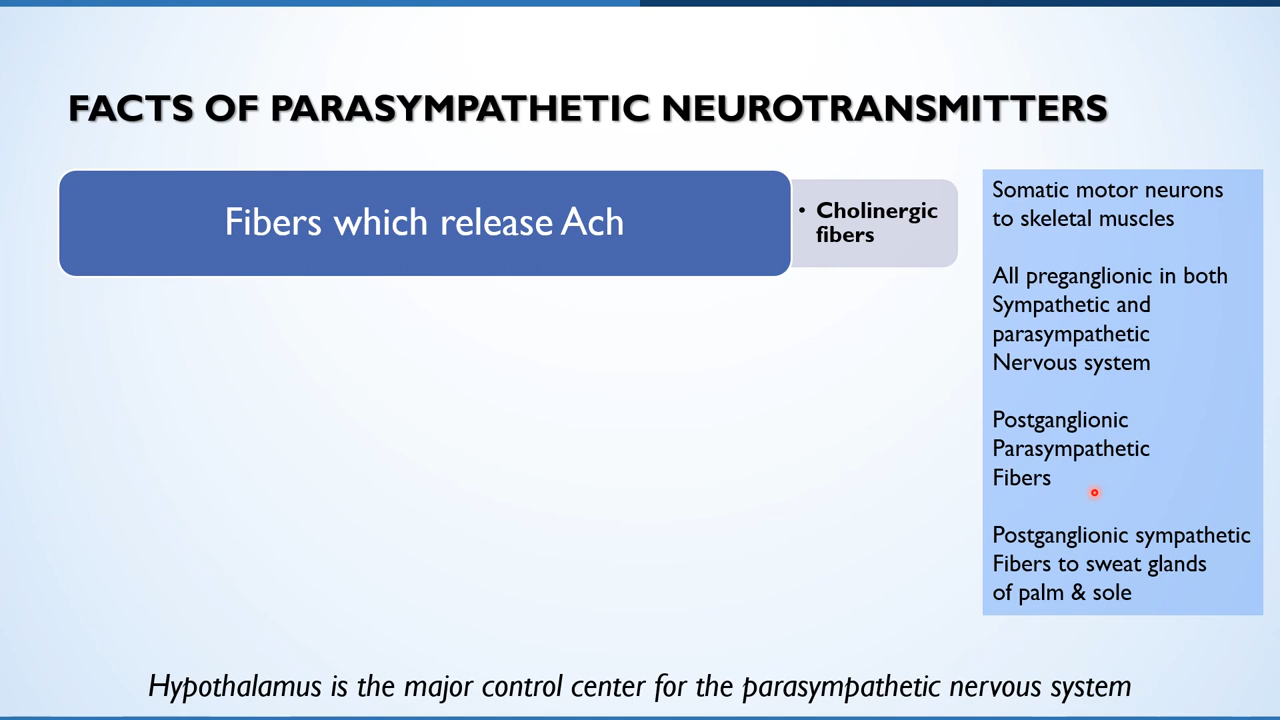 FACTS OF PARASYMPATHETIC NEUROTRANSMITTERS
Fibers which release Ach
• Cholinergic
fibers
Somatic motor neurons
to skeletal muscles
All preganglionic in both
Sympathetic and
parasympathetic
Nervous system
Postganglionic
Parasympathetic
Fibers
Postganglionic sympathetic
Fibers to sweat glands
of palm & sole
Hypothalamus is the major control center for the parasympathetic nervous system